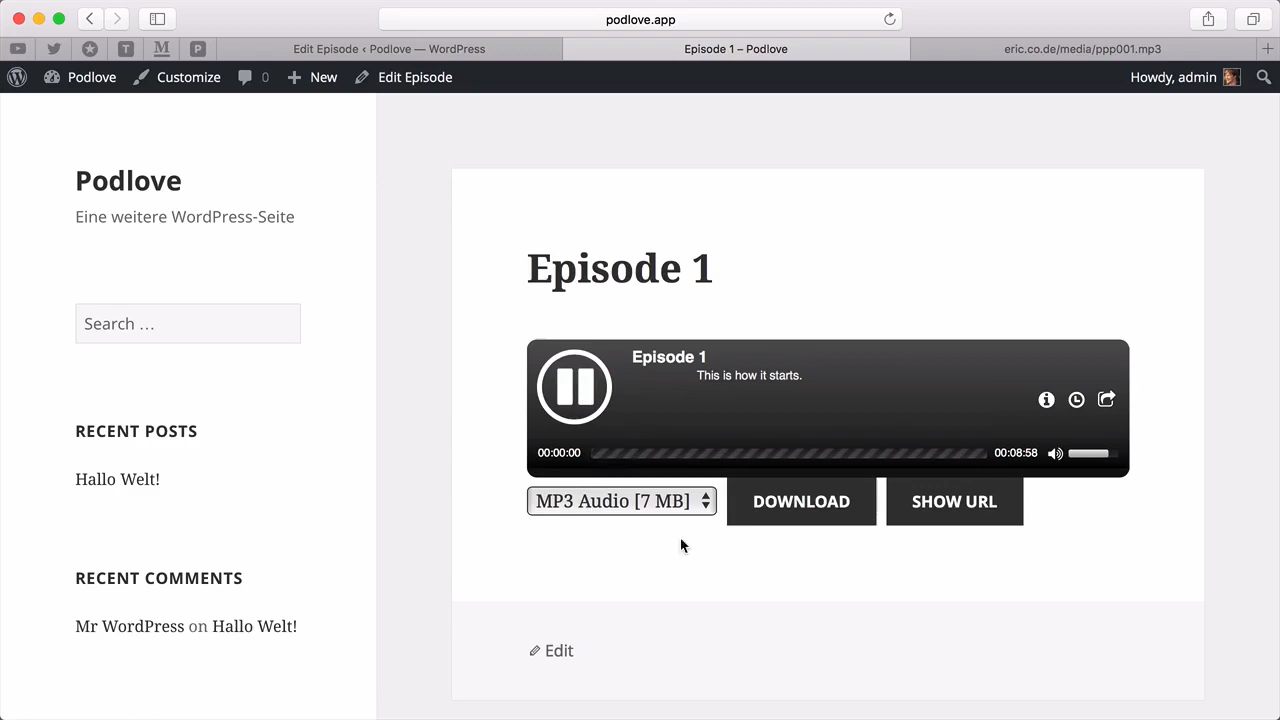 podlove.app
T
M
P
Edit Episode ‹ Podlove — WordPress
Episode 1 – Podlove
eric.co.de/media/ppp001.mp3
Podlove
Customize
0
New
Edit Episode
Howdy, admin
Podlove
Eine weitere WordPress-Seite
Search …
RECENT POSTS
Hallo Welt!
RECENT COMMENTS
Mr WordPress on Hallo Welt!
Episode 1
Episode 1
This is how it starts.
00:00:00
00:08:58
MP3 Audio [7 MB]
DOWNLOAD
SHOW URL
Edit